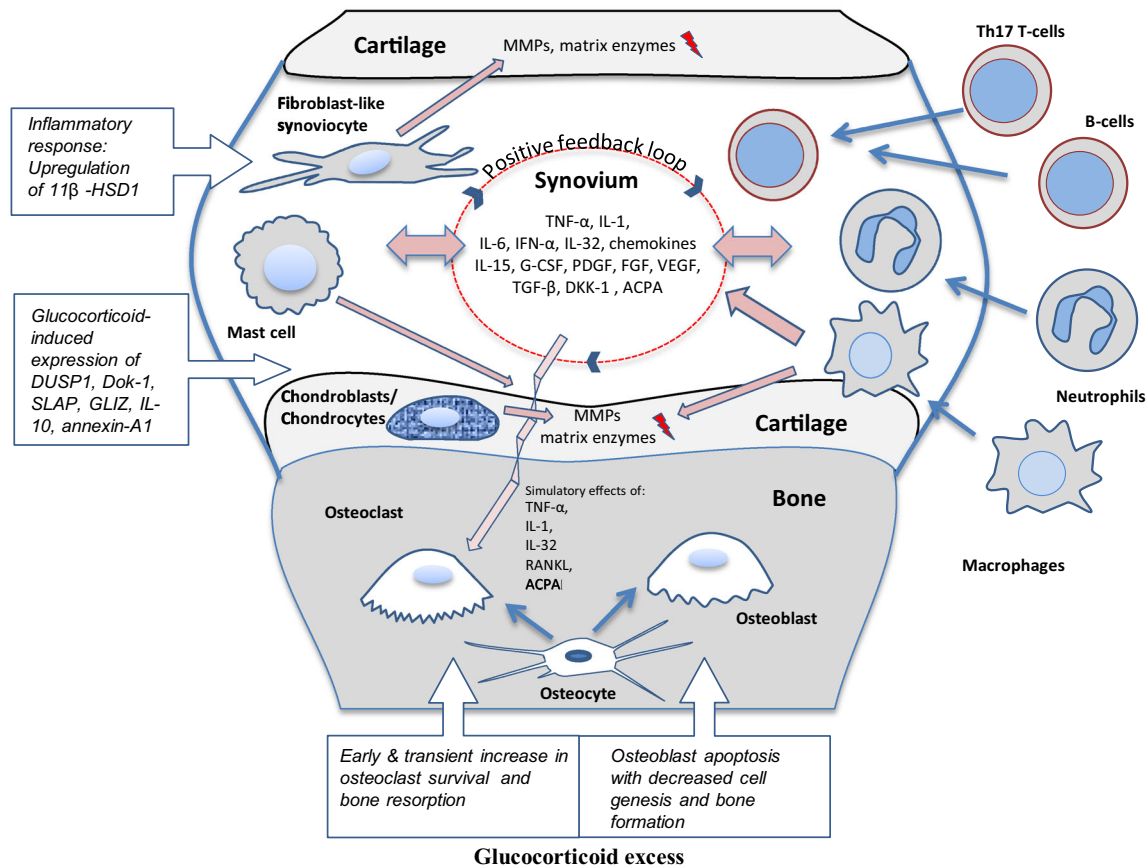 Cartilage
MMPs, matrix enzymes
Th17 T-cells
B-cells
Fibroblast-like
synoviocyte
Inflammatory
response:
Upregulation
of 11β -HSD1
Positive feedback loop
Synovium
TNF-α, IL-1,
IL-6, IFN-α, IL-32, chemokines
IL-15, G-CSF, PDGF, FGF, VEGF,
TGF-β, DKK-1 , ACPA
Mast cell
Glucocorticoid-
induced
expression of
DUSP1, Dok-1,
SLAP, GLIZ, IL-
10, annexin-A1
Neutrophils
Chondroblasts/
Chondrocytes
MMPs
matrix enzymes
Cartilage
Bone
Macrophages
Osteoclast
Simulatory effects of:
TNF-α,
IL-1,
IL-32
RANKL,
ACPA
Osteoblast
Osteocyte
Early & transient increase in
osteoclast survival and
bone resorption
Osteoblast apoptosis
with decreased cell
genesis and bone
formation
Glucocorticoid excess